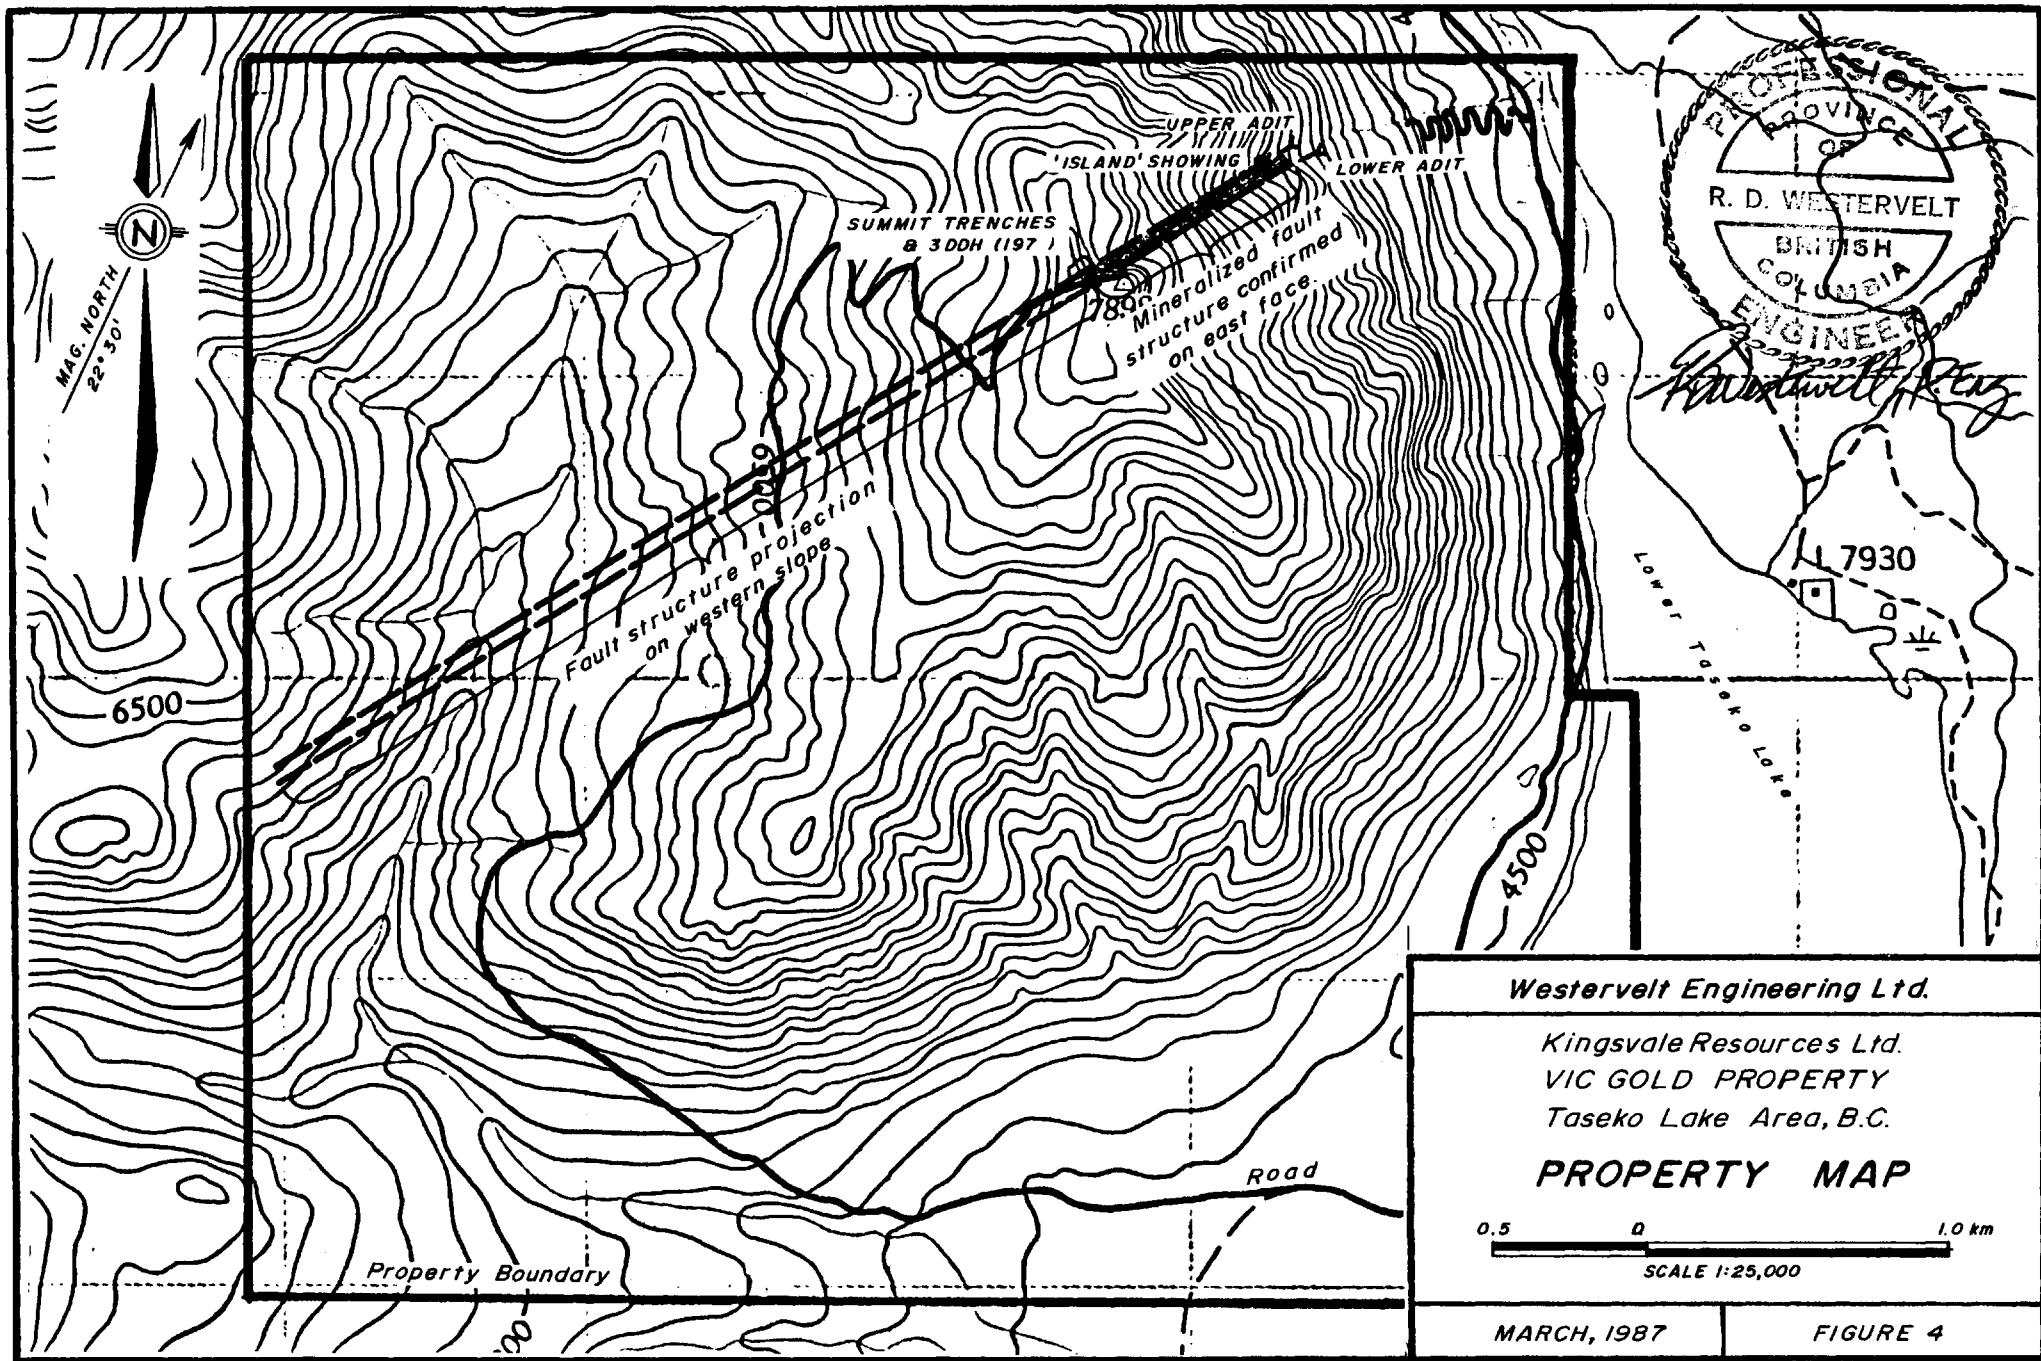 PROFESSIONAL
PROVINCE
OF
R. D. WESTERVELT
BRITISH
COLUMBIA
ENGINEER
N
MAG. NORTH
22° 30'
UPPER ADIT
'ISLAND' SHOWING
LOWER ADIT
SUMMIT TRENCHES
& 3 DDH (197 )
Mineralized fault
structure confirmed
on east face.
6500
Fault structure projection
on western slope
6500
L 7930
Lower Taseko Lake
4500
Road
Property Boundary
Westervelt Engineering Ltd.
Kingsvale Resources Ltd.
VIC GOLD PROPERTY
Taseko Lake Area, B.C.
PROPERTY MAP
0.5 0 1.0 km
SCALE 1:25,000
MARCH, 1987
FIGURE 4